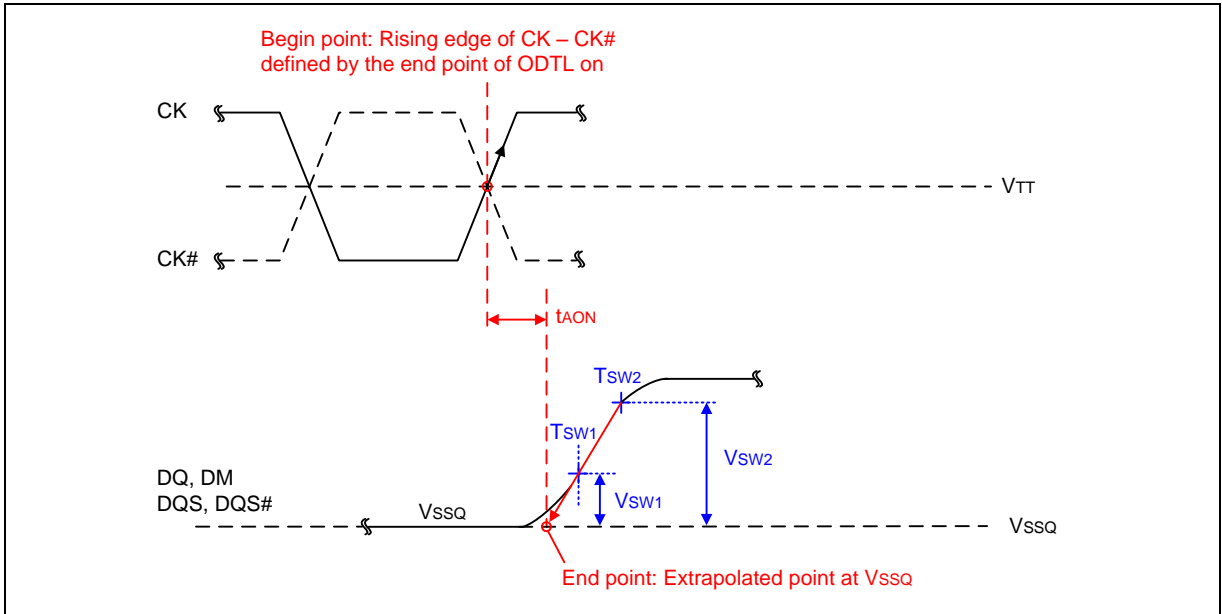 Begin point: Rising edge of CK – CK#
defined by the end point of ODTL on
CK
VTT
CK#
tAON
TSW2
TSW1
VSW2
DQ, DM
DQS, DQS#
VSSQ
VSW1
VSSQ
End point: Extrapolated point at VSSQ